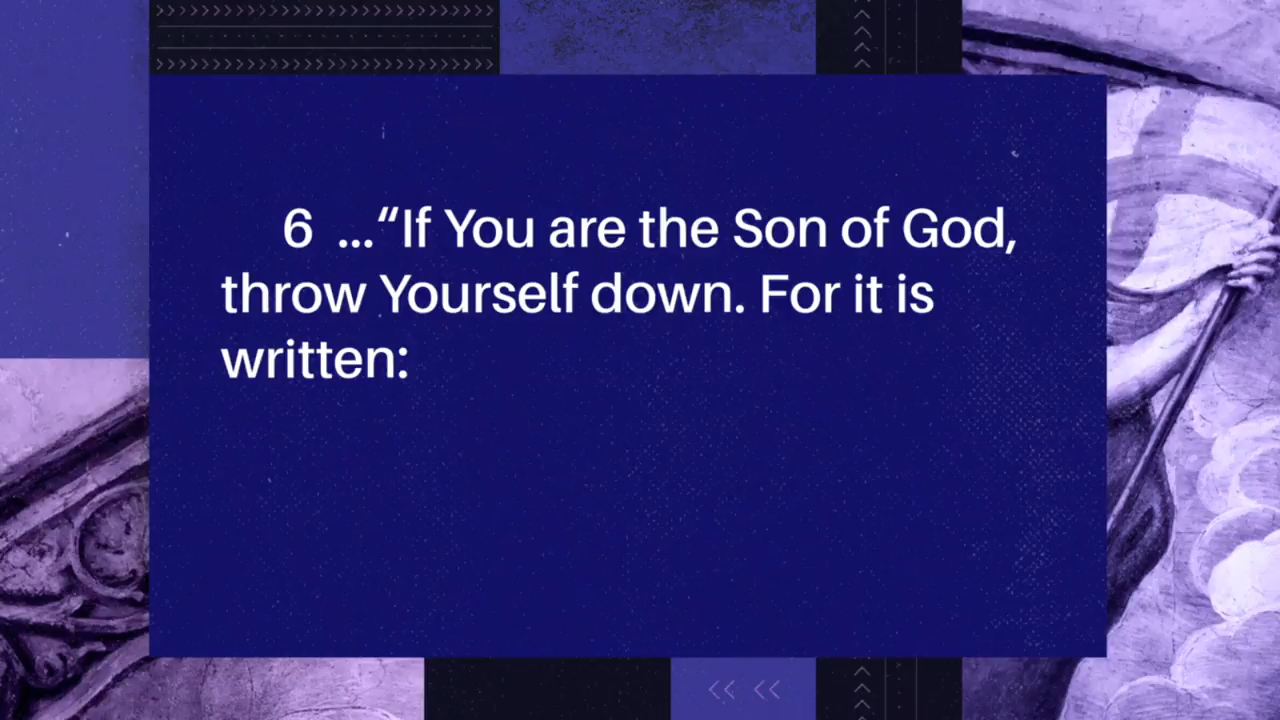 6 ...“If You are the Son of God,
throw Yourself down. For it is
written: